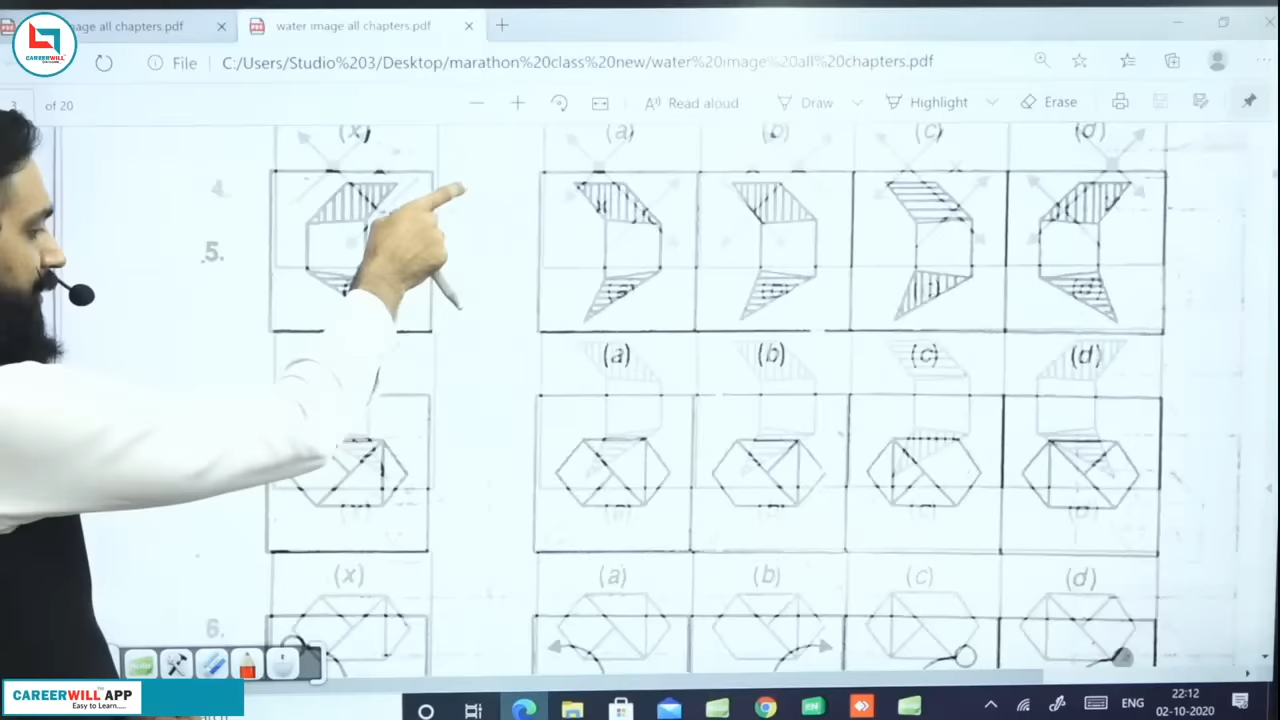 age all chapters.pdf
water image all chapters.pdf
CAREERWILL
File
C:/Users/Studio%203/Desktop/marathon%20class%20new/water%20image%20all%20chapters.pdf
3 of 20
Read aloud
Draw
Highlight
Erase
(x) (a) (b) (c) (d)
4
5.
(a) (b) (c) (d)
(x) (a) (b) (c) (d)
6.
CAREERWILL APP
Easy to Learn.....
ENG
22:12
02-10-2020